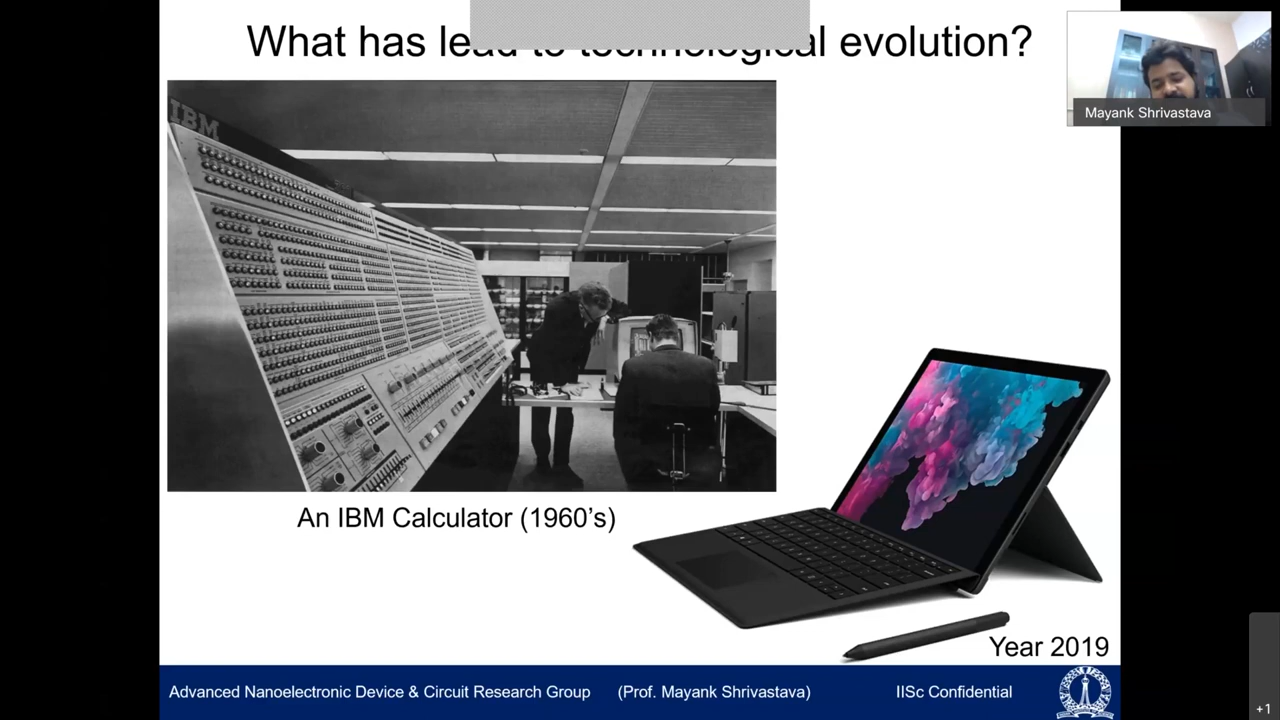 What has lead to technological evolution?
Mayank Shrivastava
IBM
An IBM Calculator (1960’s)
Year 2019
Advanced Nanoelectronic Device & Circuit Research Group (Prof. Mayank Shrivastava) IISc Confidential
+1